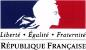 Liberté • Égalité • Fraternité
RÉPUBLIQUE FRANÇAISE